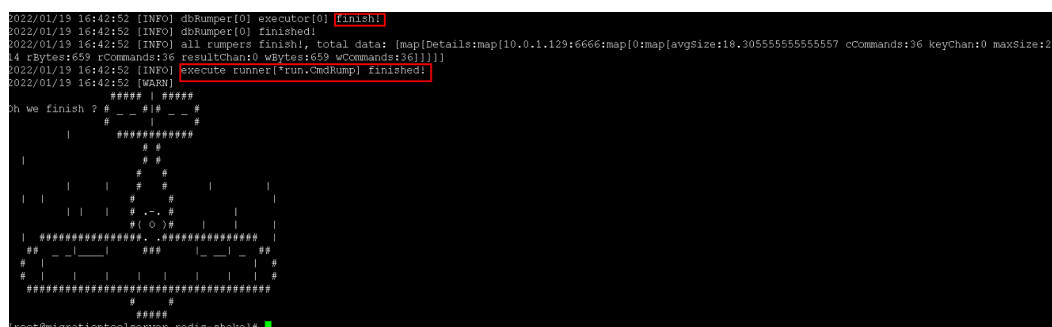 2022/01/19 16:42:52 [INFO] dbRumper[0] executor[0] finish!
2022/01/19 16:42:52 [INFO] dbRumper[0] finished!
2022/01/19 16:42:52 [INFO] all rumpers finish!, total data: [map[Details:map[10.0.1.129:6666:map[0:map[avgSize:18.305555555555557 cCommands:36 keyChan:0 maxSize:2
14 rBytes:659 rCommands:36 resultChan:0 wBytes:659 wCommands:36]]]]]
2022/01/19 16:42:52 [INFO] execute runner[*run.CmdRump] finished!
2022/01/19 16:42:52 [WARN]
Oh we finish ?
[root@migrationtoolserver redis-shake]#